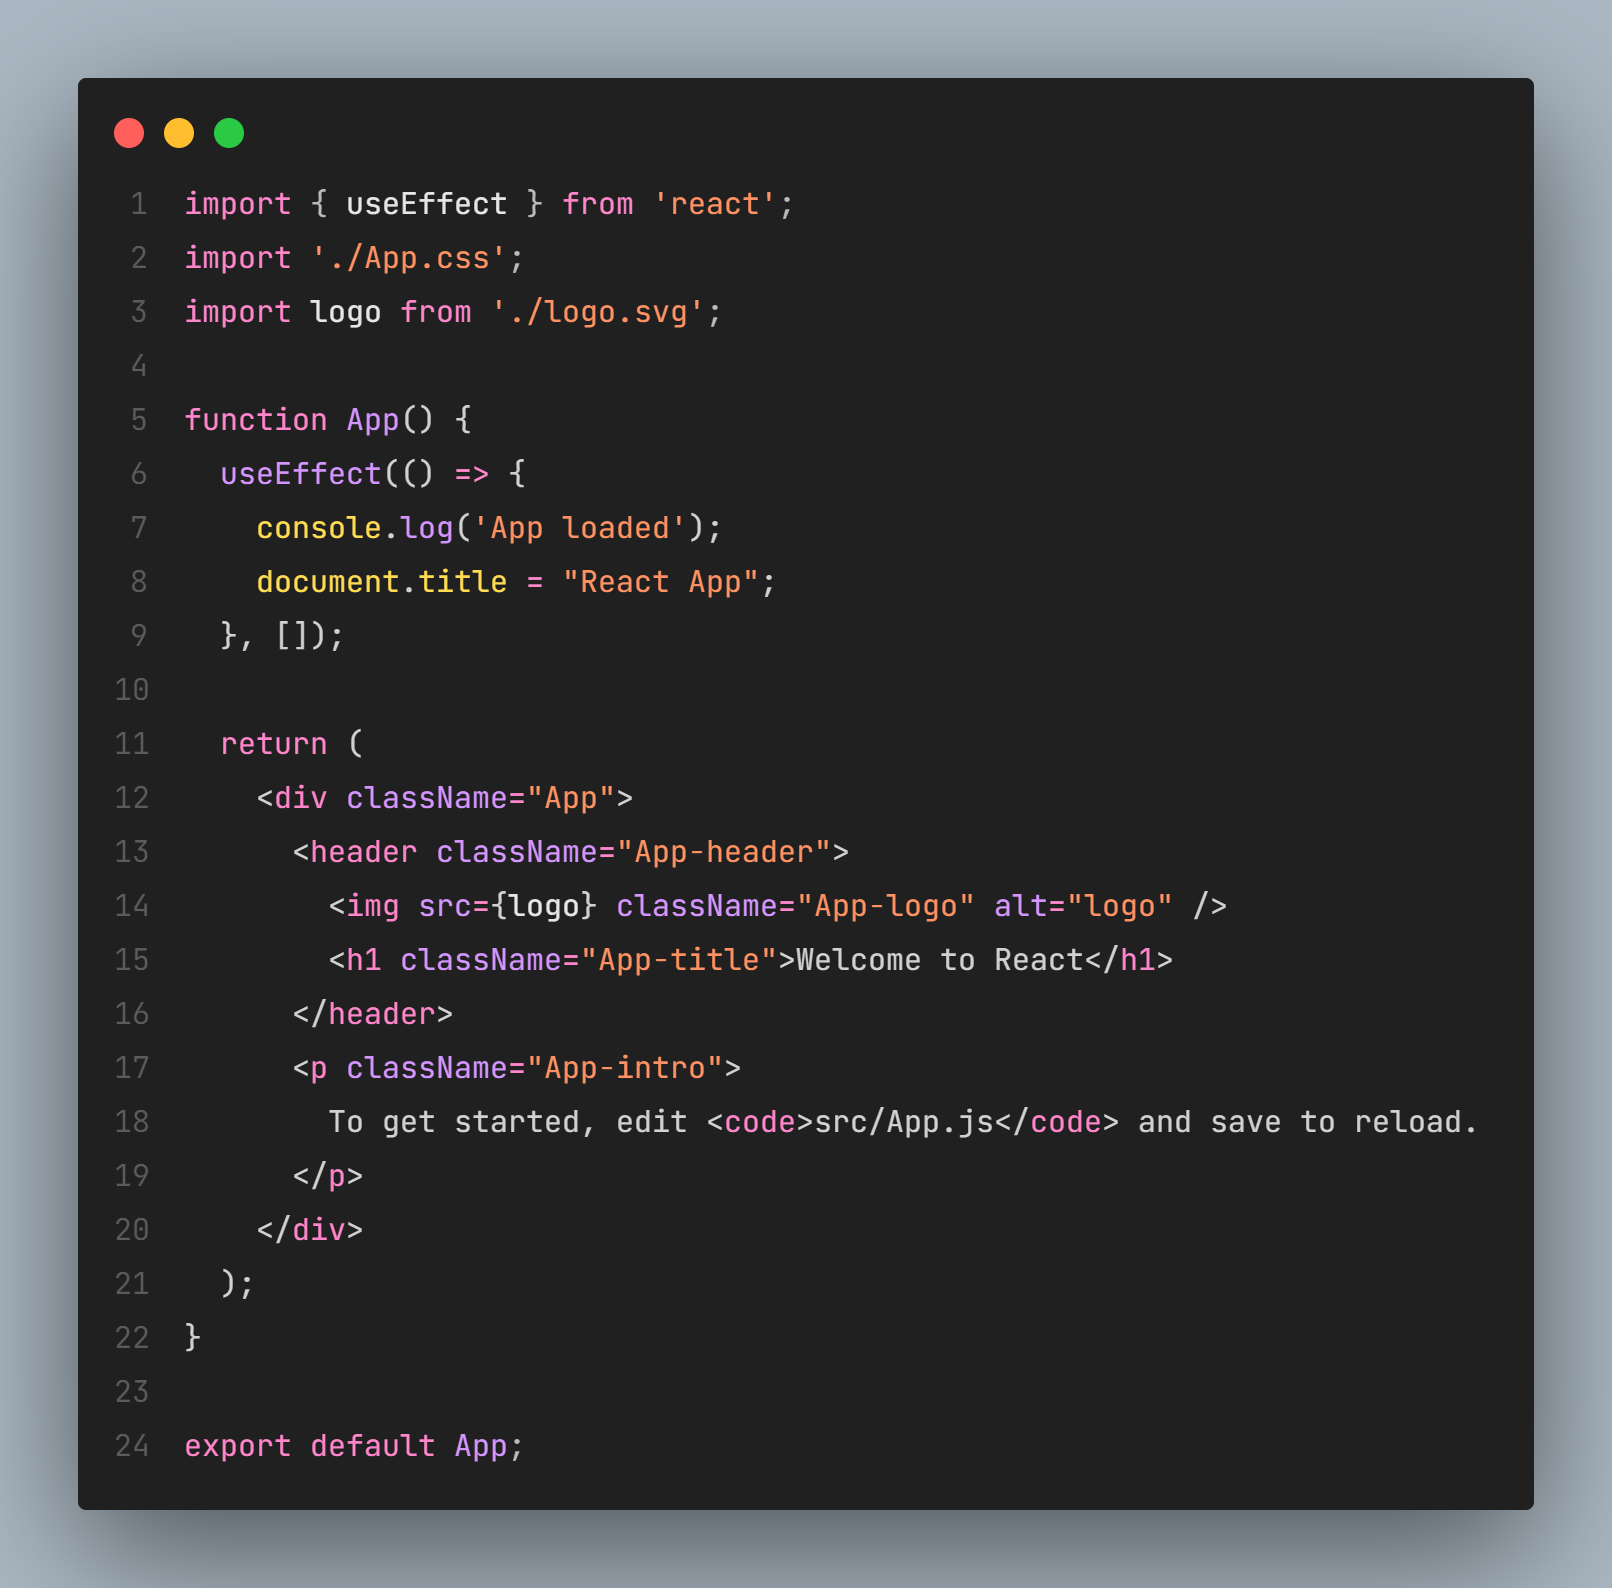 1 import { useEffect } from 'react';
2 import './App.css';
3 import logo from './logo.svg';
4
5 function App() {
6   useEffect(() => {
7     console.log('App loaded');
8     document.title = "React App";
9   }, []);
10
11   return (
12     <div className="App">
13       <header className="App-header">
14         <img src={logo} className="App-logo" alt="logo" />
15         <h1 className="App-title">Welcome to React</h1>
16       </header>
17       <p className="App-intro">
18         To get started, edit <code>src/App.js</code> and save to reload.
19       </p>
20     </div>
21   );
22 }
23
24 export default App;